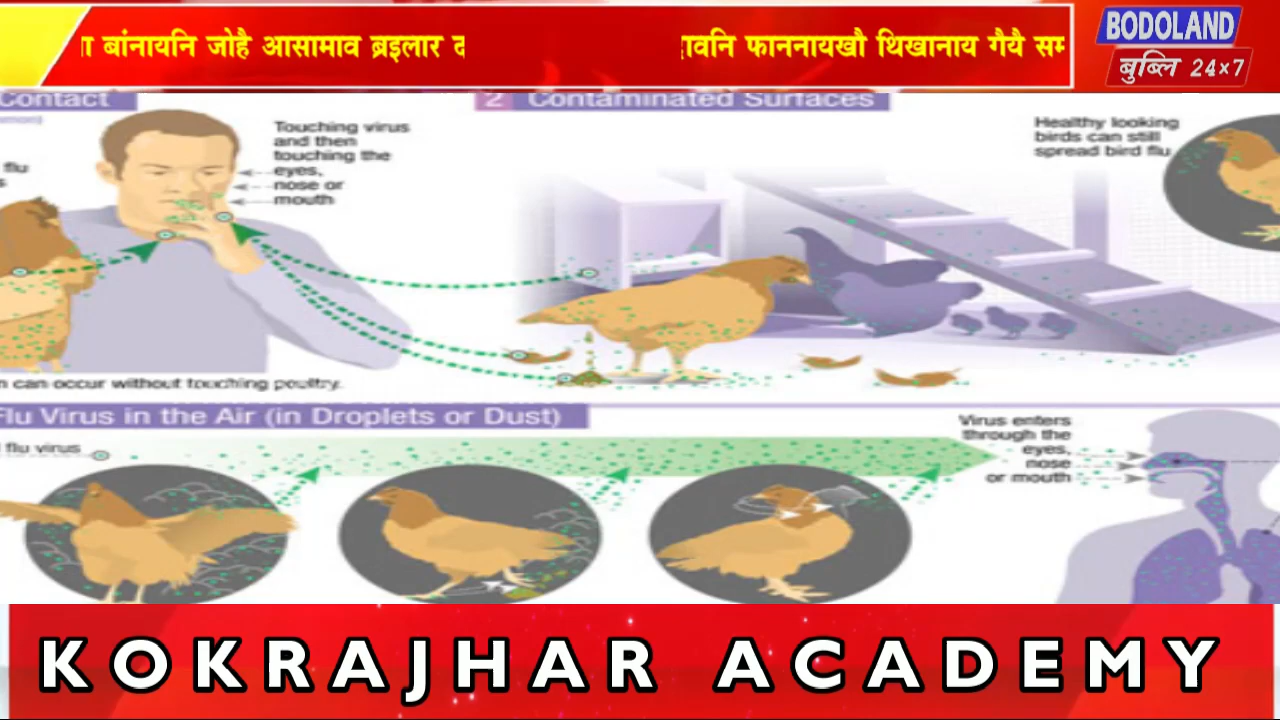 बांनायनि जोहै आसामाव ब्रइलार
फाननायखौ थिखानाय गैयै
BODOLAND
बुब्लि 24×7
Contact
2 Contaminated Surfaces
Touching virus
and then
touching the
eyes,
nose or
mouth
Healthy looking
birds can still
spread bird flu
flu
can occur without touching poultry.
Flu Virus in the Air (in Droplets or Dust)
flu virus
Virus enters
through the
eyes,
nose
or mouth
KOKRAJHAR ACADEMY